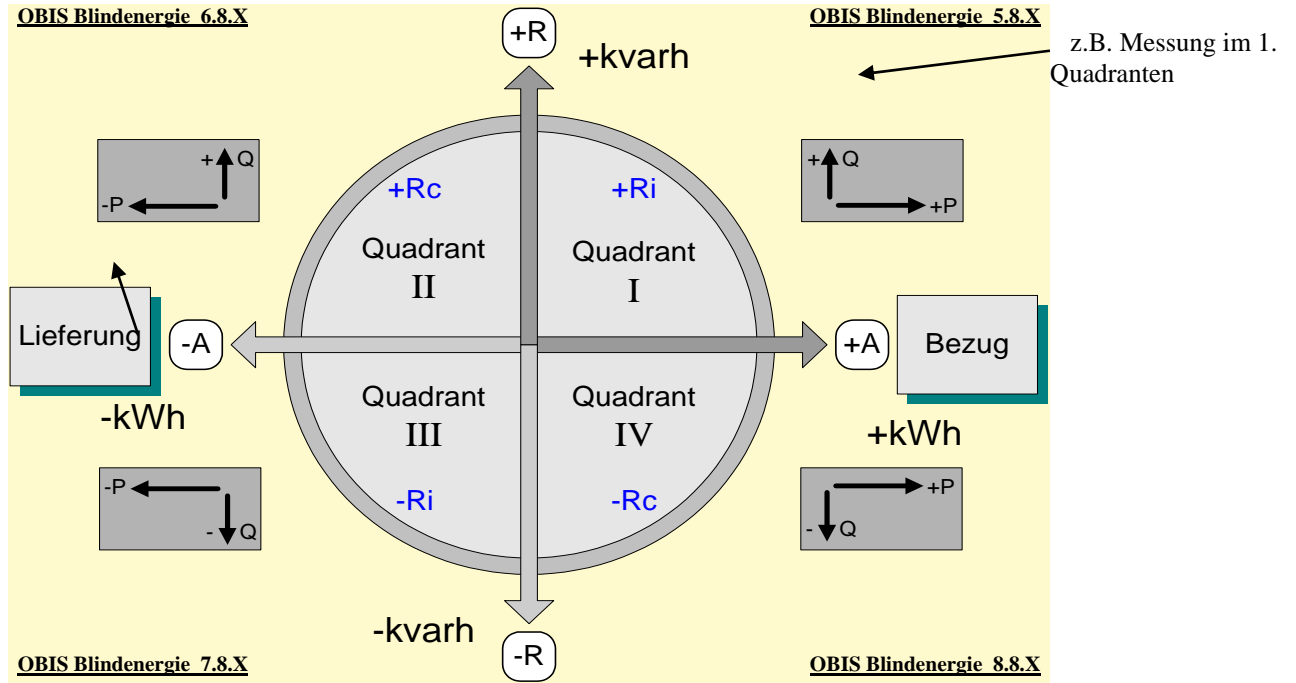 OBIS Blindenergie 6.8.X
OBIS Blindenergie 5.8.X
+R
+kvarh
z.B. Messung im 1.
Quadranten
+ Q
-P
+Rc
+Ri
+ Q
+P
Quadrant
II
Quadrant
I
Lieferung
-A
+A
Bezug
-kWh
+kWh
Quadrant
III
Quadrant
IV
-P
- Q
-Ri
-Rc
+P
- Q
-kvarh
-R
OBIS Blindenergie 7.8.X
OBIS Blindenergie 8.8.X